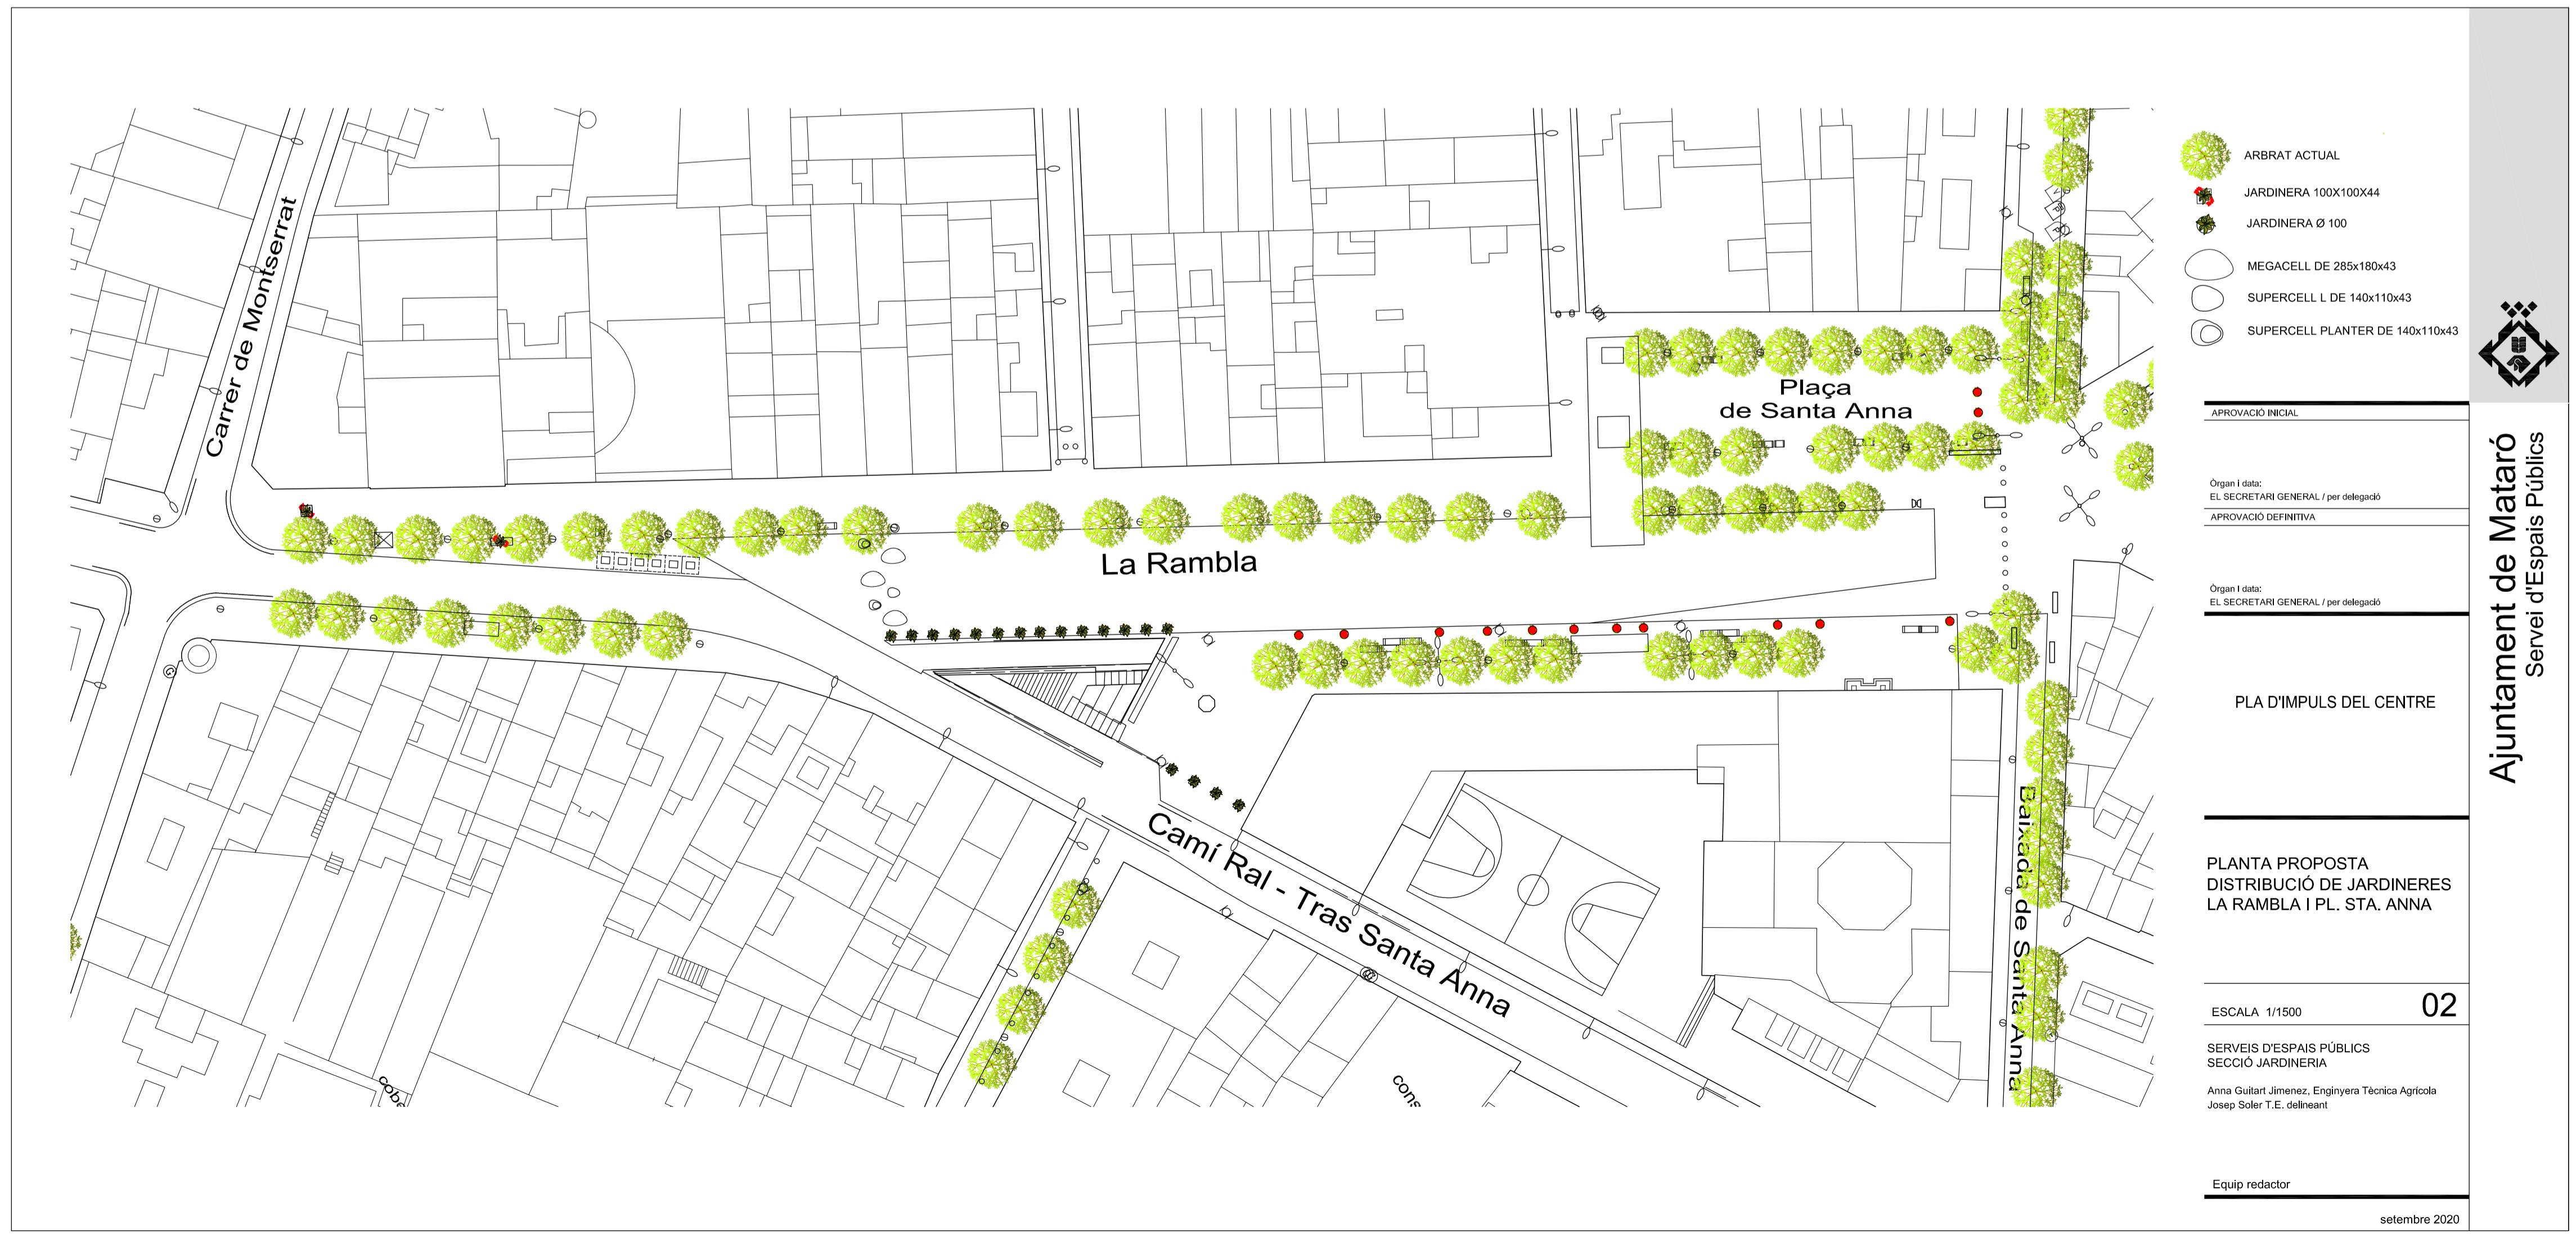 Carrer de Montserrat
Plaça
de Santa Anna
La Rambla
Camí Ral - Tras Santa Anna
Baixada de Santa Anna
cons
ARBRAT ACTUAL
JARDINERA 100X100X44
JARDINERA Ø 100
MEGACELL DE 285x180x43
SUPERCELL L DE 140x110x43
SUPERCELL PLANTER DE 140x110x43
APROVACIÓ INICIAL
Òrgan i data:
EL SECRETARI GENERAL / per delegació
APROVACIÓ DEFINITIVA
Òrgan i data:
EL SECRETARI GENERAL / per delegació
PLA D'IMPULS DEL CENTRE
PLANTA PROPOSTA
DISTRIBUCIÓ DE JARDINERES
LA RAMBLA I PL. STA. ANNA
ESCALA 1/1500
02
SERVEIS D'ESPAIS PÚBLICS
SECCIÓ JARDINERIA
Anna Guitart Jimenez, Enginyera Tècnica Agrícola
Josep Soler T.E. delineant
Equip redactor
setembre 2020
Ajuntament de Mataró
Servei d'Espais Públics